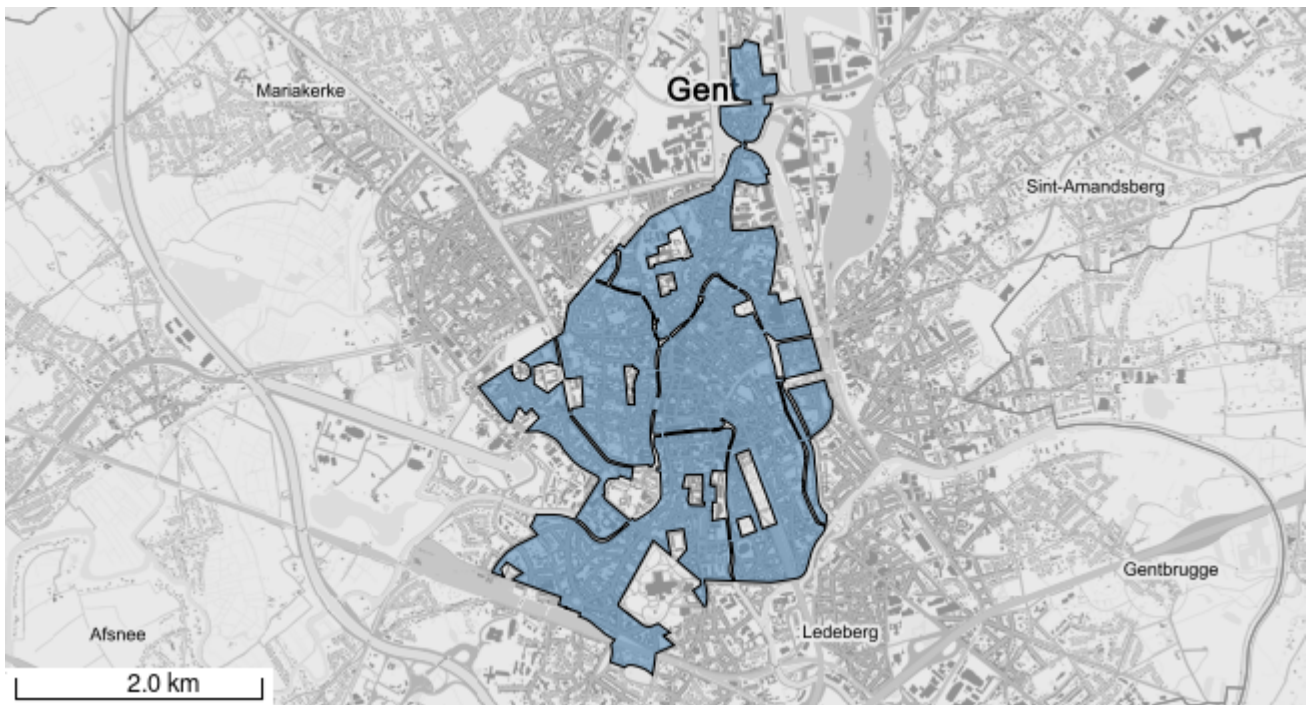 Gent
Mariakerke
Sint-Amandsberg
Gentbrugge
Afsnee
Ledeberg
2.0 km